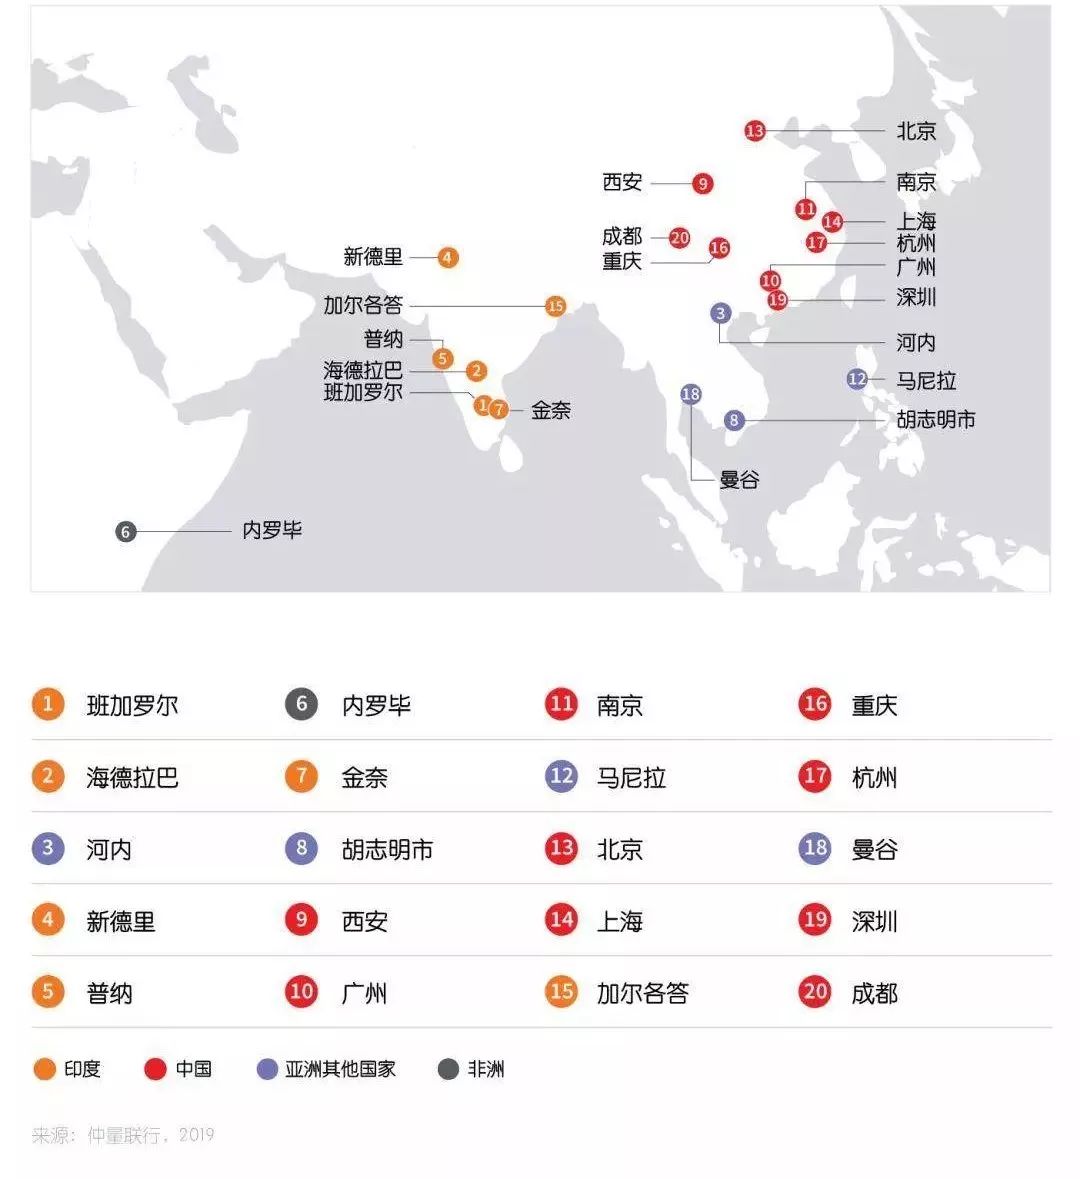 13 北京
西安 9
11 南京
14 上海
成都 20
17 杭州
重庆 16
新德里 4
10 广州
19 深圳
加尔各答 15
3 河内
普纳 5
海德拉巴 2
12 马尼拉
班加罗尔 1
7 金奈
18 曼谷
8 胡志明市
6 内罗毕
1 班加罗尔 6 内罗毕 11 南京 16 重庆
2 海德拉巴 7 金奈 12 马尼拉 17 杭州
3 河内 8 胡志明市 13 北京 18 曼谷
4 新德里 9 西安 14 上海 19 深圳
5 普纳 10 广州 15 加尔各答 20 成都
印度 中国 亚洲其他国家 非洲
来源：仲量联行，2019